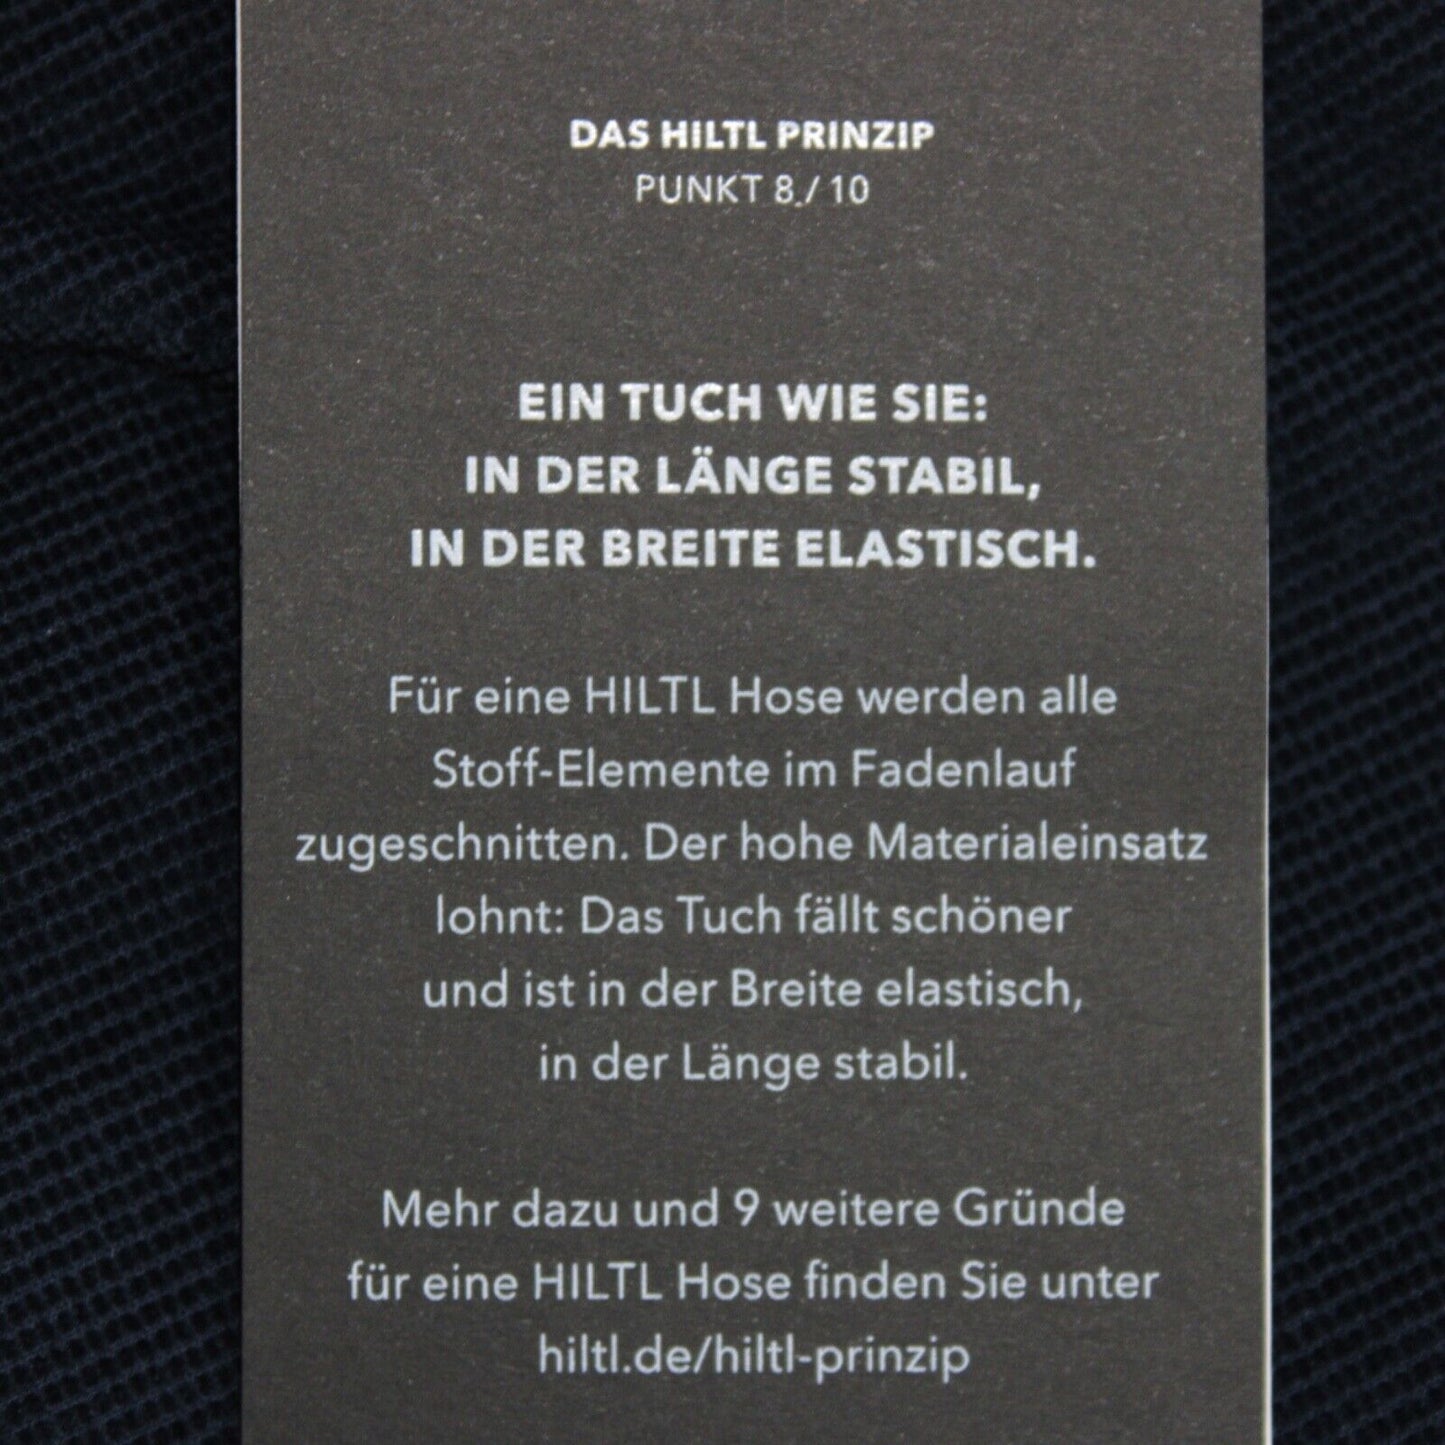 DAS HILTL PRINZIP
PUNKT 8./10
EIN TUCH WIE SIE:
IN DER LÄNGE STABIL,
IN DER BREITE ELASTISCH.
Für eine HILTL Hose werden alle
Stoff-Elemente im Fadenlauf
zugeschnitten. Der hohe Materialeinsatz
lohnt: Das Tuch fällt schöner
und ist in der Breite elastisch,
in der Länge stabil.
Mehr dazu und 9 weitere Gründe
für eine HILTL Hose finden Sie unter
hiltl.de/hiltl-prinzip